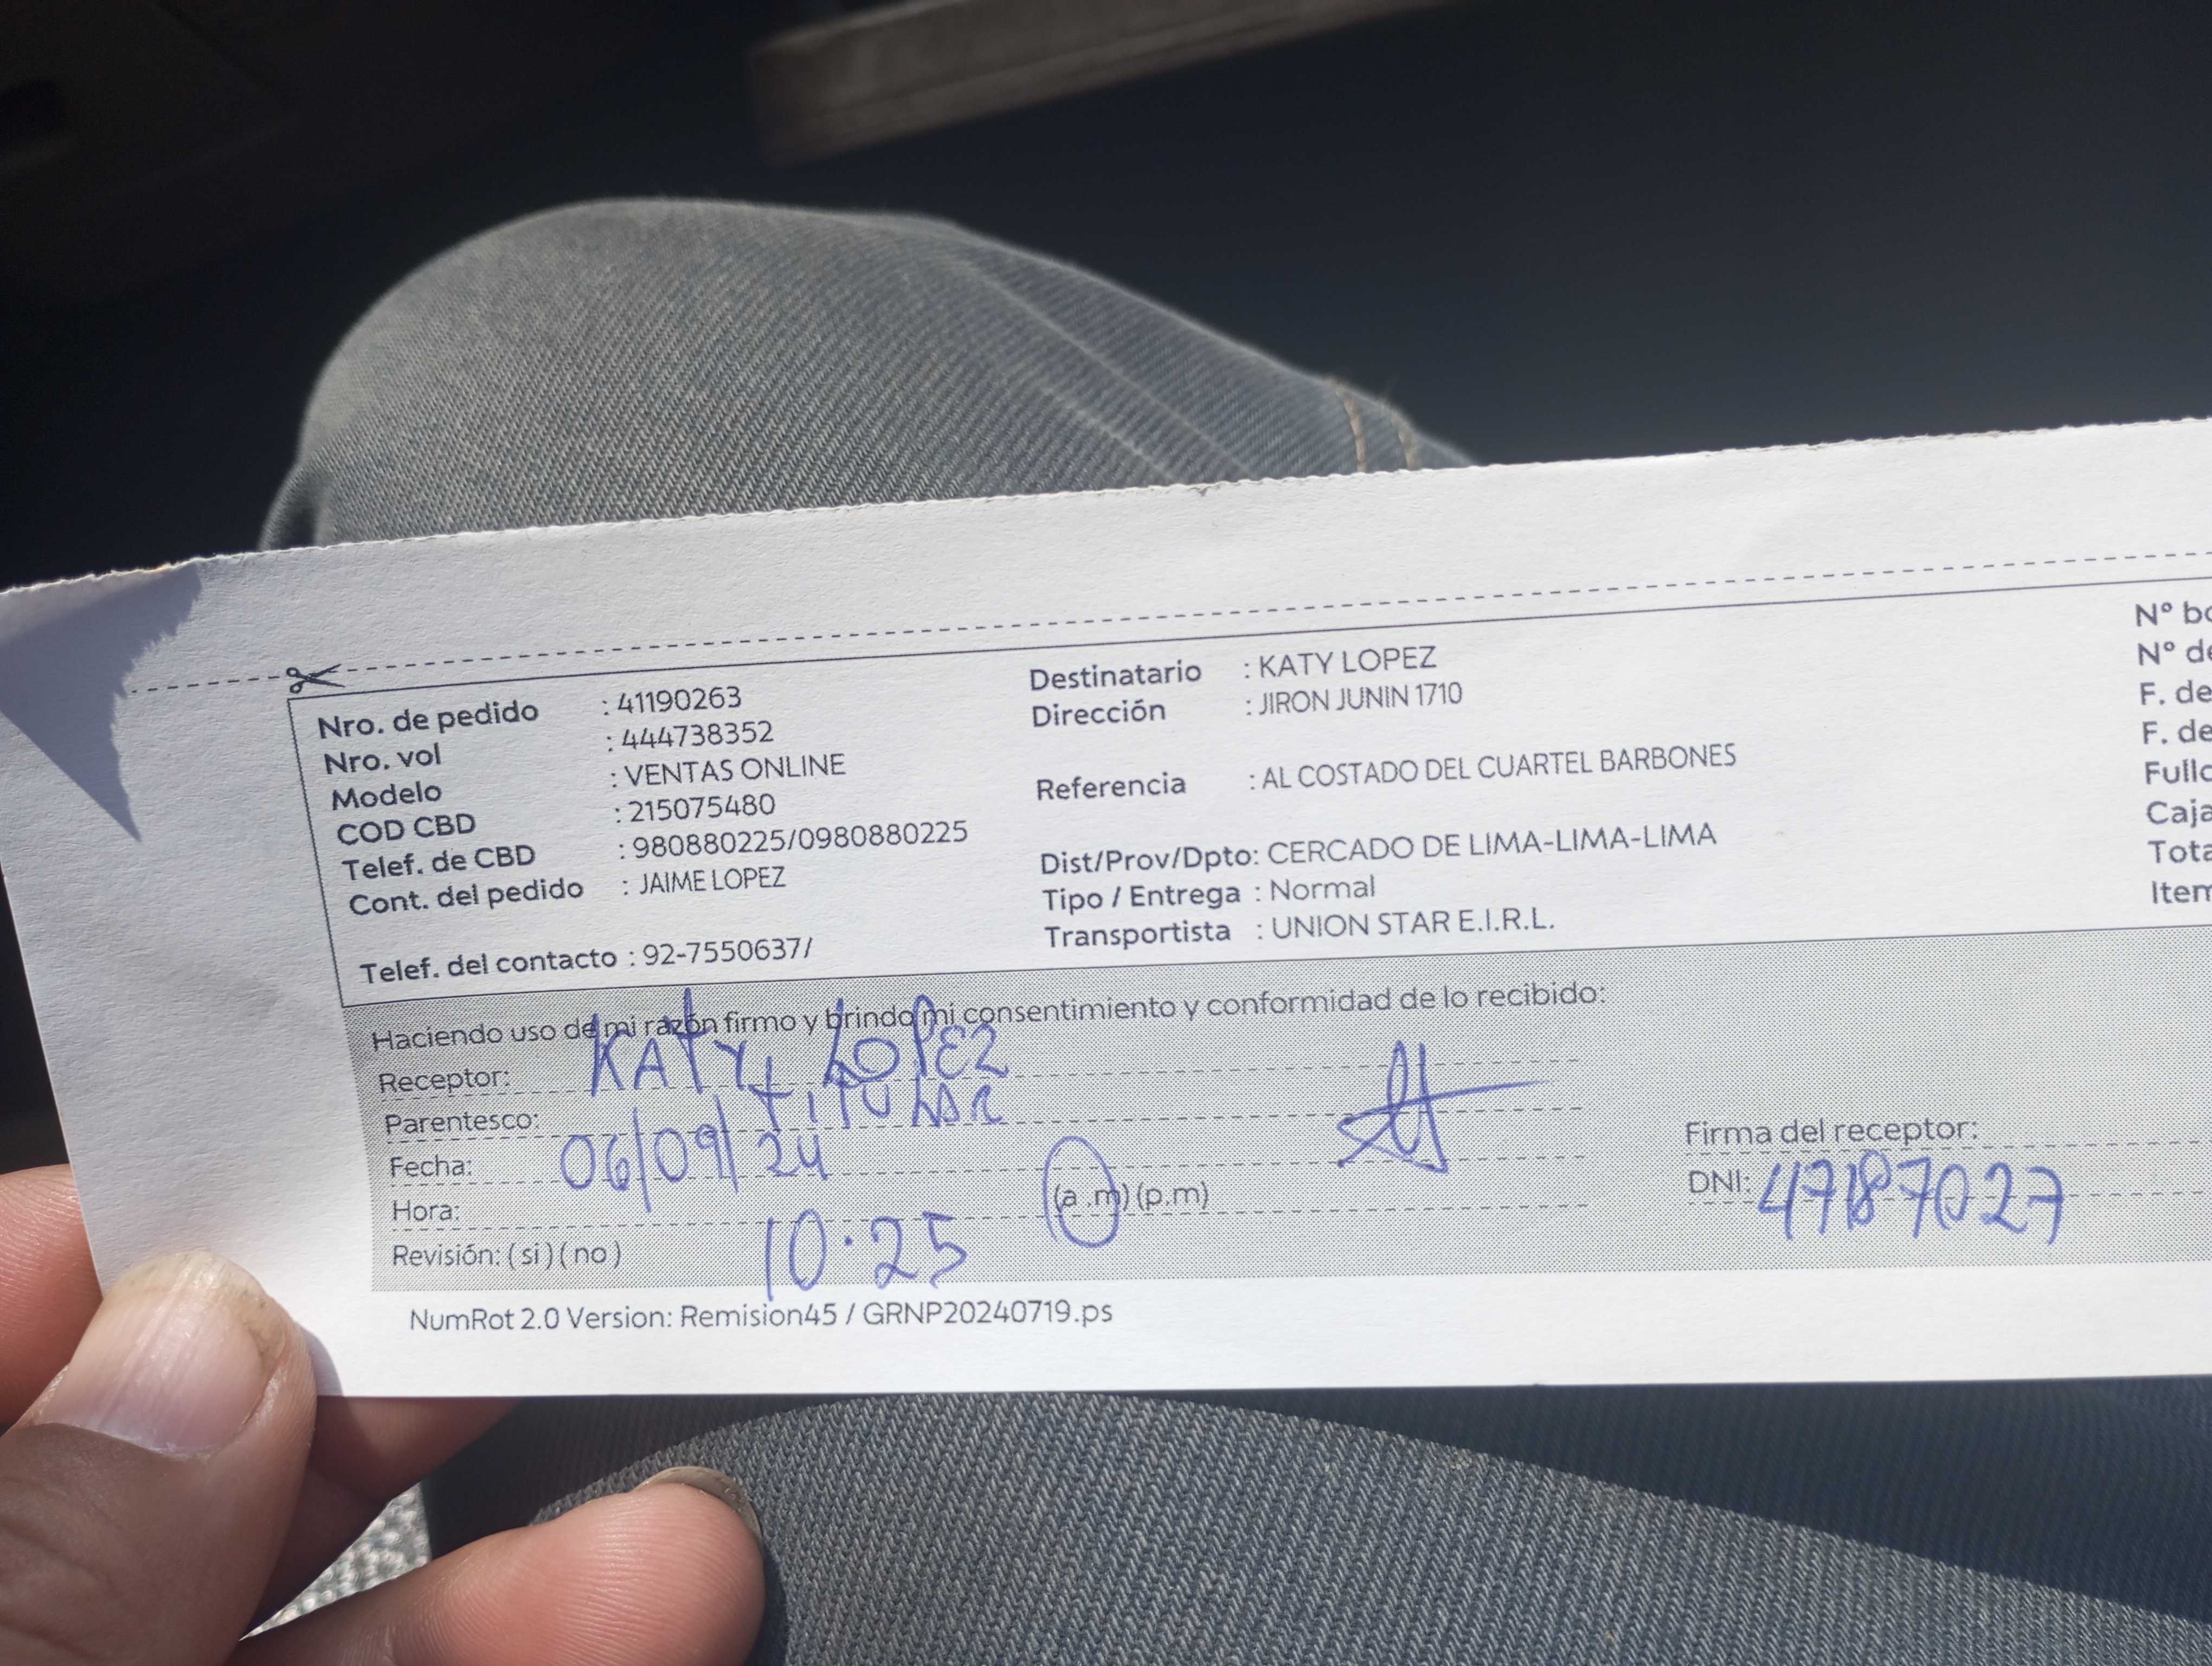 Nro. de pedido : 41190263
Nro. vol : 444738352
Modelo : VENTAS ONLINE
COD CBD : 215075480
Telef. de CBD : 980880225/0980880225
Cont. del pedido : JAIME LOPEZ
Telef. del contacto : 92-7550637/
Destinatario : KATY LOPEZ
Dirección : JIRON JUNIN 1710
Referencia : AL COSTADO DEL CUARTEL BARBONES
Dist/Prov/Dpto: CERCADO DE LIMA-LIMA-LIMA
Tipo / Entrega : Normal
Transportista : UNION STAR E.I.R.L.
Nº
Nº
F. de
F. de
Haciendo uso de mi razón firmo y brindo mi consentimiento y conformidad de lo recibido:
Receptor: KATY LOPEZ
Parentesco: TITULAR
Fecha: 06/09/24
Hora: 10:25 (a .m) (p.m)
Revisión: ( si ) ( no )
Firma del receptor:
DNI: 47187027
NumRot 2.0 Version: Remision45 / GRNP20240719.ps